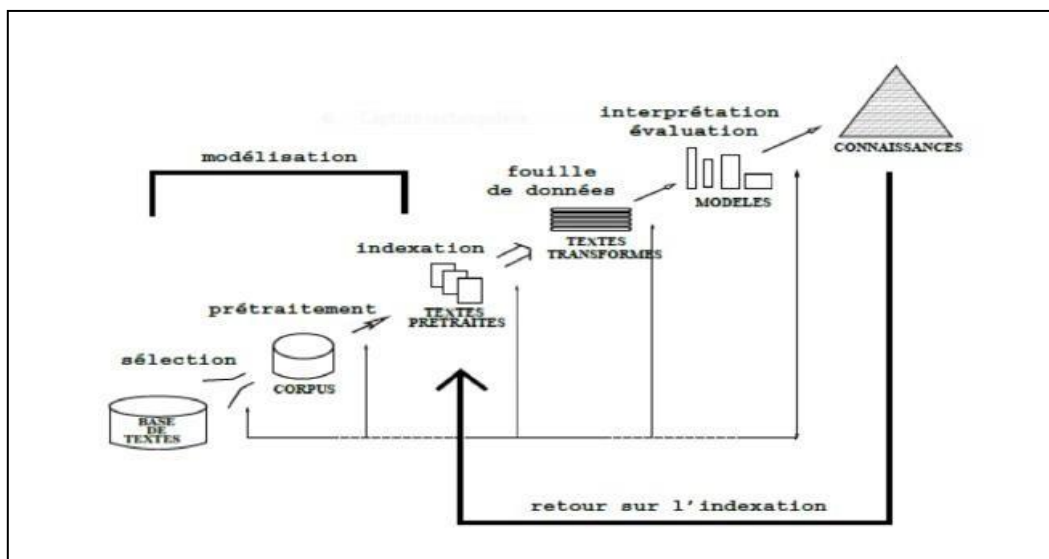 interprétation
évaluation
CONNAISSANCES
modélisation
fouille
de données
MODELES
TEXTES
TRANSFORMES
indexation
TEXTES
PRETRAITES
prétraitement
sélection
CORPUS
BASE
DE
TEXTES
retour sur l'indexation